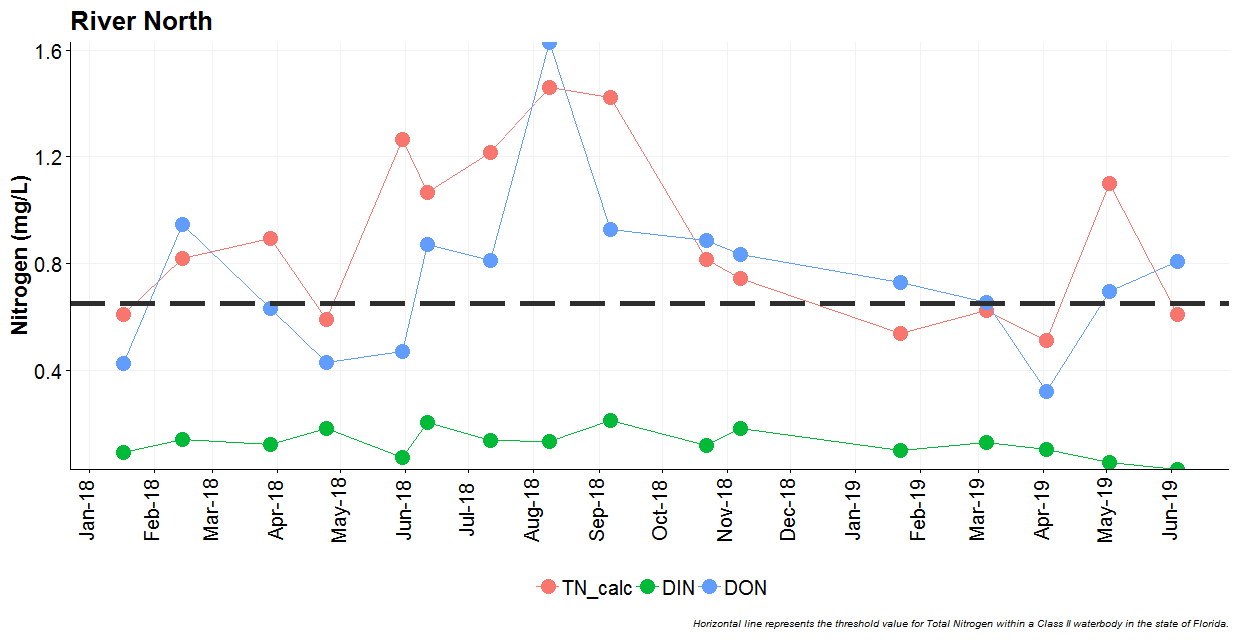 River North
Nitrogen (mg/L)
1.6
1.2
0.8
0.4
Jan-18 Feb-18 Mar-18 Apr-18 May-18 Jun-18 Jul-18 Aug-18 Sep-18 Oct-18 Nov-18 Dec-18 Jan-19 Feb-19 Mar-19 Apr-19 May-19 Jun-19
TN_calc DIN DON
Horizontal line represents the threshold value for Total Nitrogen within a Class II waterbody in the state of Florida.